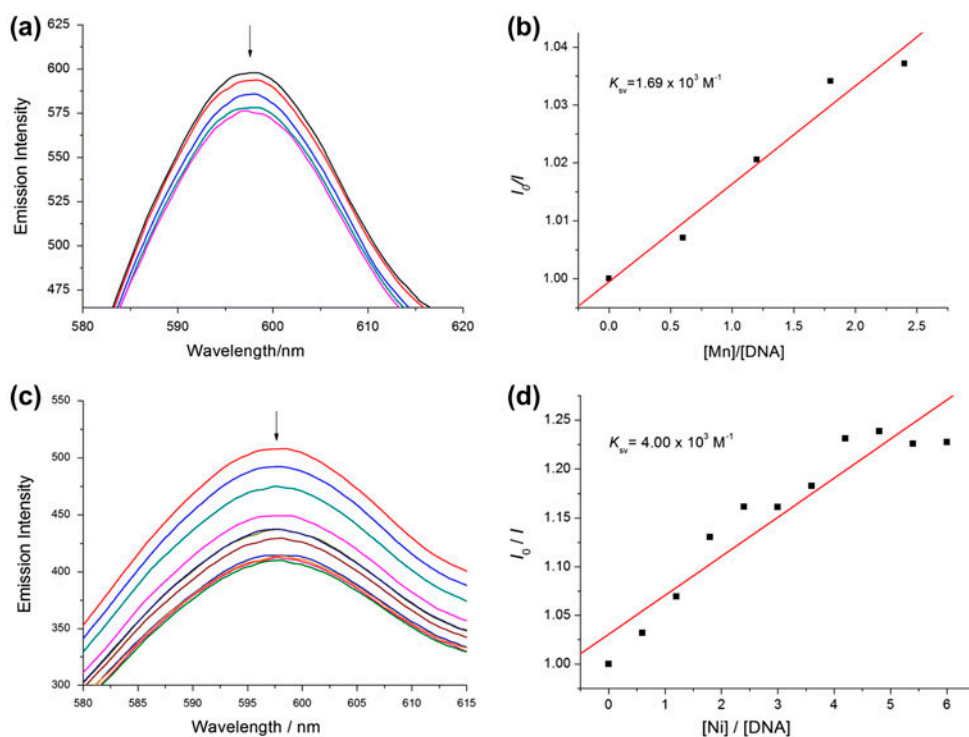 (a)
625
600
575
550
525
500
475
580 590 600 610 620
Emission Intensity
Wavelength/nm
(b)
1.04
1.03
1.02
1.01
1.00
0.0 0.5 1.0 1.5 2.0 2.5
I0/I
Ksv=1.69 x 10³ M⁻¹
[Mn]/[DNA]
(c)
550
500
450
400
350
300
580 585 590 595 600 605 610 615
Emission Intensity
Wavelength / nm
(d)
1.25
1.20
1.15
1.10
1.05
1.00
0 1 2 3 4 5 6
I0 / I
Ksv = 4.00 x 10³ M⁻¹
[Ni] / [DNA]